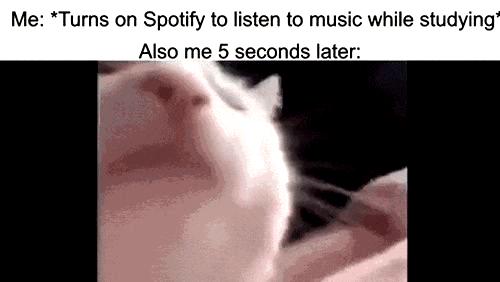 Me: *Turns on Spotify to listen to music while studying*
Also me 5 seconds later: